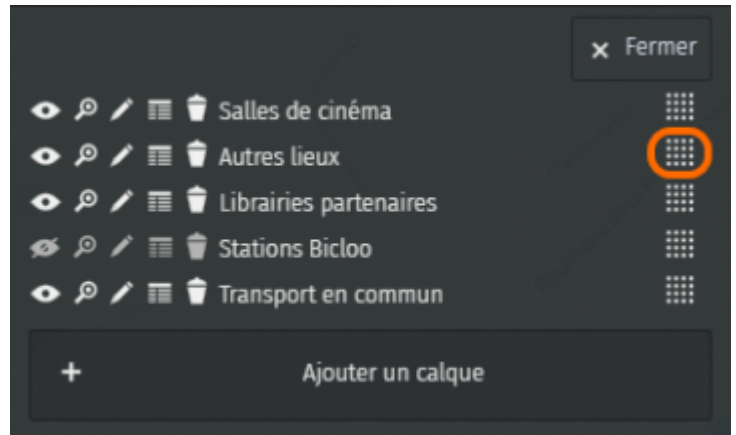 × Fermer
Salles de cinéma
Autres lieux
Librairies partenaires
Stations Bicloo
Transport en commun
+ Ajouter un calque